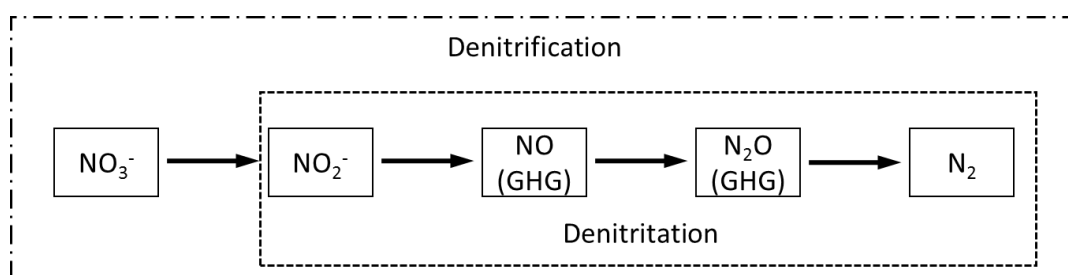 Denitrification
NO₃⁻
NO₂⁻
NO
(GHG)
N₂O
(GHG)
N₂
Denitritation